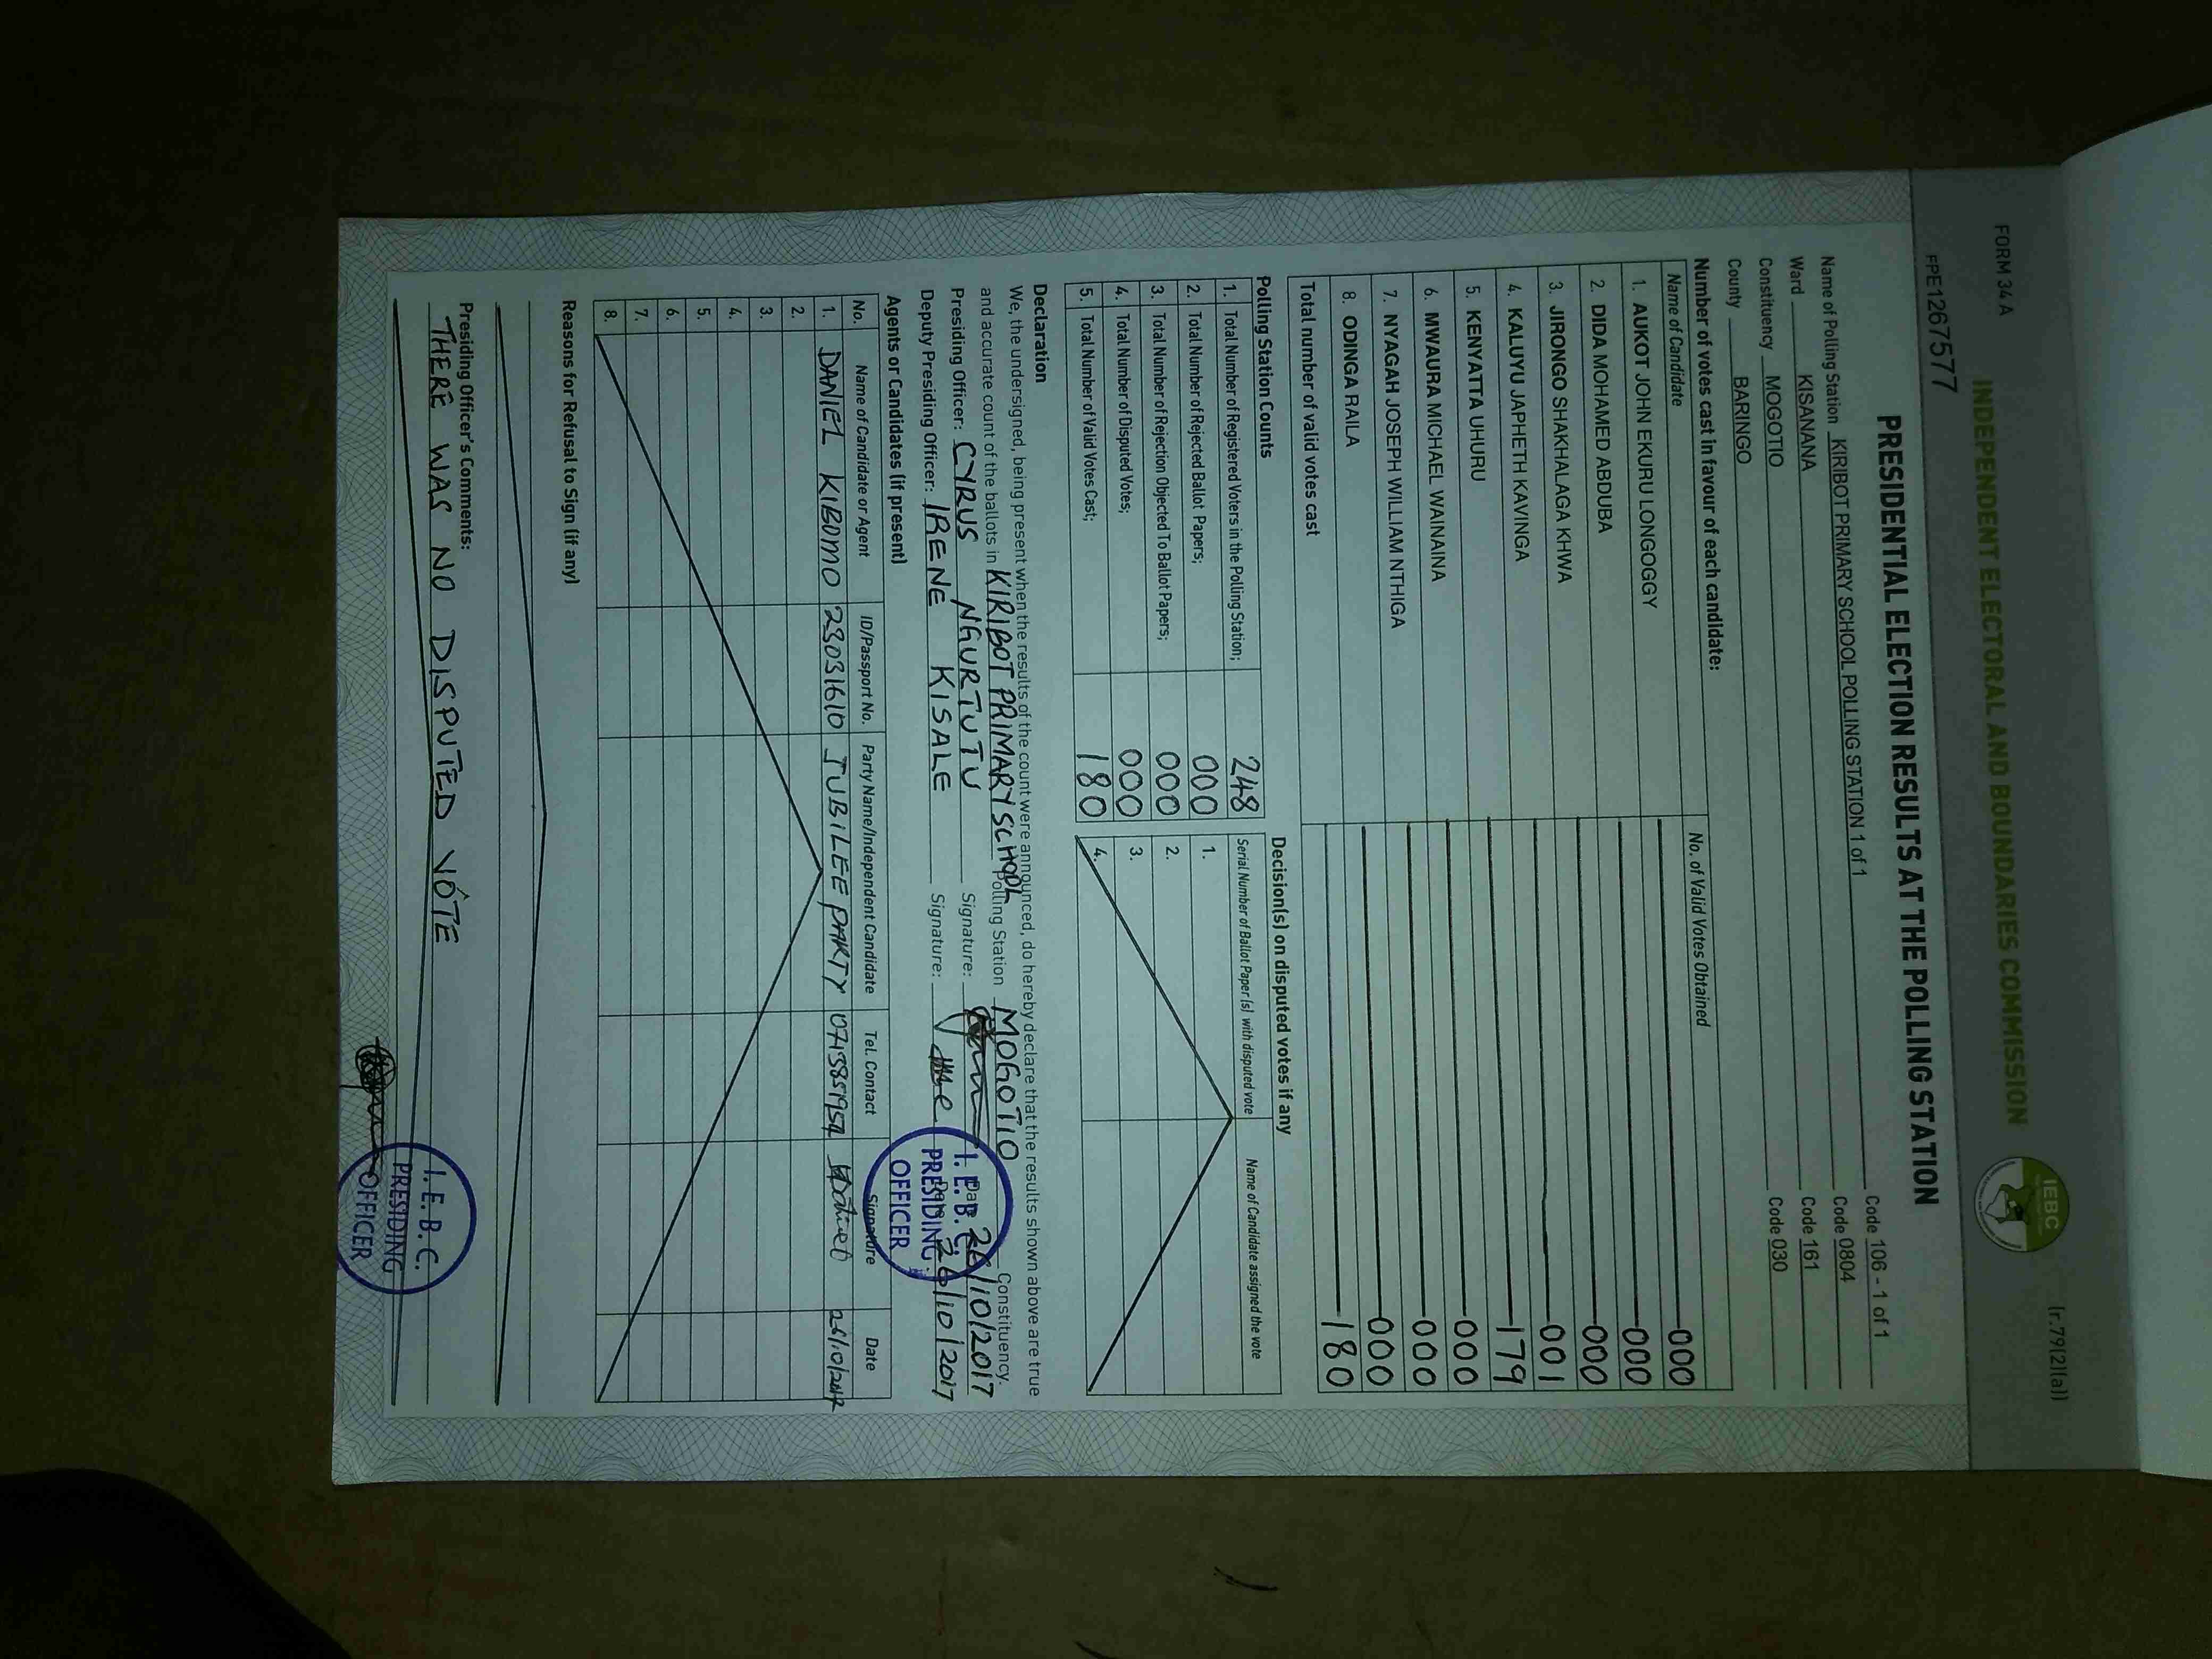 FORM 34A
(r.79(2)(a))
INDEPENDENT ELECTORAL AND BOUNDARIES COMMISSION
IEBC
FPE1267577
PRESIDENTIAL ELECTION RESULTS AT THE POLLING STATION
Name of Polling Station KIRIBOT PRIMARY SCHOOL POLLING STATION 1 of 1 Code 106 - 1 of 1
Ward KISANANA Code 0804
Constituency MOGOTIO Code 161
County BARINGO Code 030
Number of votes cast in favour of each candidate:
Name of Candidate No. of Valid Votes Obtained
1. AUKOT JOHN EKURU LONGOGGY 000
2. DIDA MOHAMED ABDUBA 000
3. JIRONGO SHAKHALAGA KHWA 000
4. KALUYU JAPHETH KAVINGA 001
5. KENYATTA UHURU 179
6. MWAURA MICHAEL WAINAINA 000
7. NYAGAH JOSEPH WILLIAM NTHIGA 000
8. ODINGA RAILA 000
Total number of valid votes cast 180
Polling Station Counts
1. Total Number of Registered Voters in the Polling Station; 248
2. Total Number of Rejected Ballot Papers; 000
3. Total Number of Rejection Objected To Ballot Papers; 000
4. Total Number of Disputed Votes; 000
5. Total Number of Valid Votes Cast; 180
Decision(s) on disputed votes if any
Serial Number of Ballot Paper (s) with disputed vote Name of Candidate assigned the vote
1.
2.
3.
4.
Declaration
We, the undersigned, being present when the results of the count were announced, do hereby declare that the results shown above are true
and accurate count of the ballots in KIRIBOT PRIMARY SCHOOL Polling Station MOGOTIO Constituency.
Presiding Officer: CYRUS NGURTUTU Signature: Date 26/10/2017
Deputy Presiding Officer: IRENE KISALE Signature: Date 26/10/2017
I. E. B. C.
PRESIDING
OFFICER
Agents or Candidates (if present)
No. Name of Candidate or Agent ID/Passport No. Party Name/Independent Candidate Tel. Contact Signature Date
1. DANIEL KIBOMO 23031610 JUBILEE PARTY 26/10/2017
2.
3.
4.
5.
6.
7.
8.
Reasons for Refusal to Sign (if any)
Presiding Officer's Comments:
THERE WAS NO DISPUTED VOTE
I. E. B. C.
PRESIDING
OFFICER